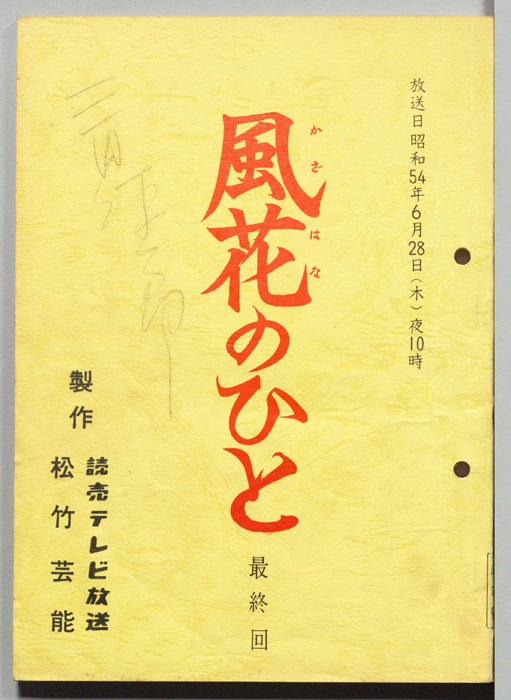 放送日昭和54年6月28日(木)夜10時
かざはな
風花のひと
最終回
製作
読売テレビ放送
松竹芸能